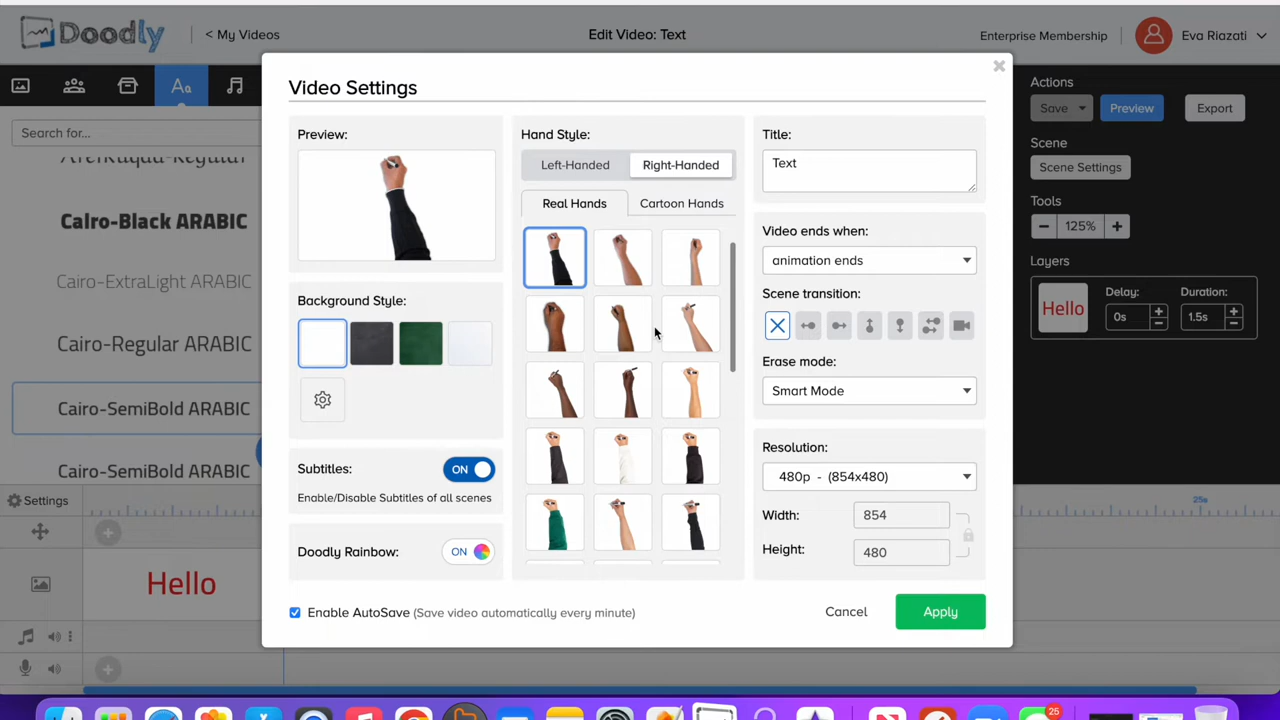 Doodly
< My Videos
Edit Video: Text
Enterprise Membership
Eva Riazati
Aa
Search for...
Calro-Black ARABIC
Cairo-ExtraLight ARABIC
Cairo-Regular ARABIC
Cairo-SemiBold ARABIC
Cairo-SemiBold ARABIC
Settings
Hello
Video Settings
Preview:
Background Style:
Subtitles:
ON
Enable/Disable Subtitles of all scenes
Doodly Rainbow:
ON
Enable AutoSave (Save video automatically every minute)
Hand Style:
Left-Handed
Right-Handed
Real Hands
Cartoon Hands
Title:
Text
Video ends when:
animation ends
Scene transition:
Erase mode:
Smart Mode
Resolution:
480p - (854x480)
Width:
854
Height:
480
Cancel
Apply
Actions
Save
Preview
Export
Scene
Scene Settings
Tools
125%
Layers
Hello
Delay:
0s
Duration:
1.5s
25s
25